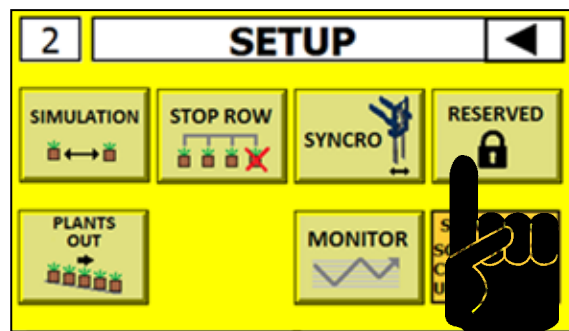 2
SETUP
SIMULATION
STOP ROW
SYNCRO
RESERVED
PLANTS
OUT
MONITOR